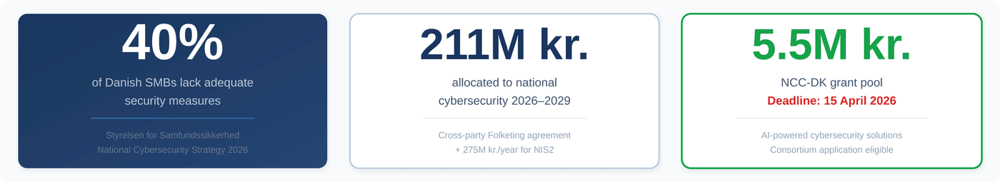 40%
of Danish SMBs lack adequate
security measures
Styrelsen for Samfundssikkerhed
National Cybersecurity Strategy 2026
211M kr.
allocated to national
cybersecurity 2026–2029
Cross-party Folketing agreement
+ 275M kr./year for NIS2
5.5M kr.
NCC-DK grant pool
Deadline: 15 April 2026
AI-powered cybersecurity solutions
Consortium application eligible